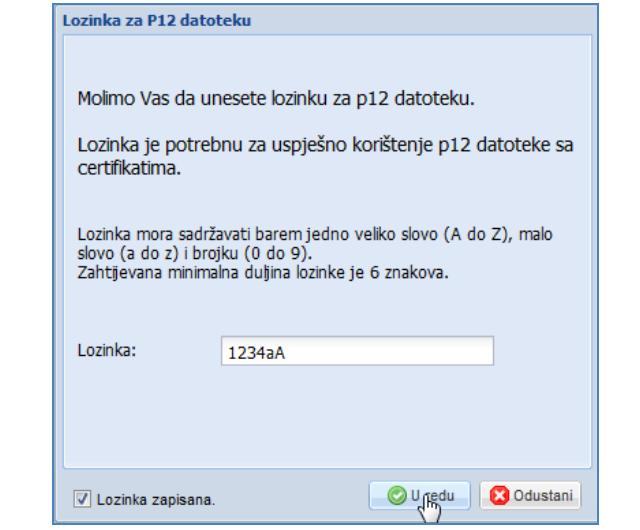 Lozinka za P12 datoteku
Molimo Vas da unesete lozinku za p12 datoteku.
Lozinka je potrebnu za uspješno korištenje p12 datoteke sa
certifikatima.
Lozinka mora sadržavati barem jedno veliko slovo (A do Z), malo
slovo (a do z) i brojku (0 do 9).
Zahtijevana minimalna duljina lozinke je 6 znakova.
Lozinka: 1234aA
Lozinka zapisana. U redu Odustani